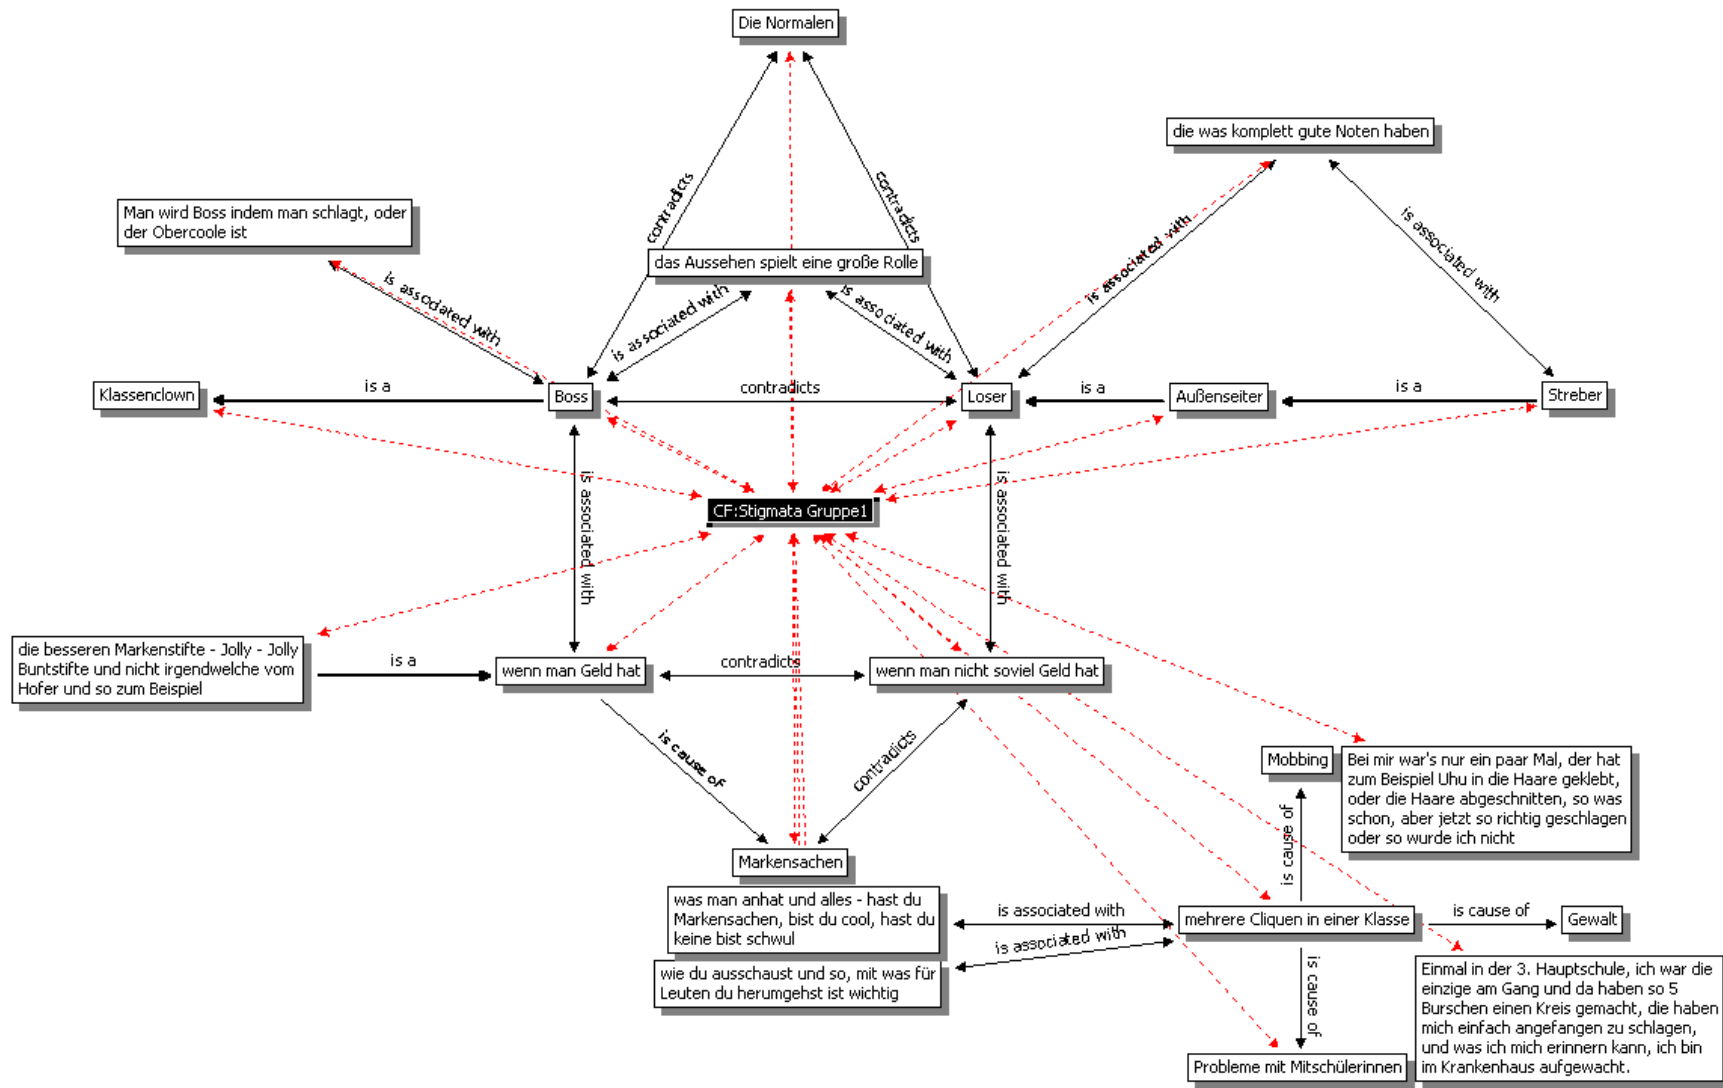 Die Normalen
die was komplett gute Noten haben
contradicts
contradicts
Man wird Boss indem man schlagt, oder
der Obercoole ist
is associated with
is associated with
das Aussehen spielt eine große Rolle
is associated with
is associated with
is associated with
Klassenclown
is a
Boss
contradicts
Loser
is a
Außenseiter
is a
Streber
is associated with
is associated with
CF:Stigmata Gruppe1
die besseren Markenstifte - Jolly - Jolly
Buntstifte und nicht irgendwelche vom
Hofer und so zum Beispiel
is a
wenn man Geld hat
contradicts
wenn man nicht soviel Geld hat
is cause of
contradicts
Mobbing
Bei mir war's nur ein paar Mal, der hat
zum Beispiel Uhu in die Haare geklebt,
oder die Haare abgeschnitten, so was
schon, aber jetzt so richtig geschlagen
oder so wurde ich nicht
is cause of
Markensachen
was man anhat und alles - hast du
Markensachen, bist du cool, hast du
keine bist schwul
is associated with
mehrere Cliquen in einer Klasse
is cause of
Gewalt
is associated with
wie du ausschaust und so, mit was für
Leuten du herumgehst ist wichtig
is cause of
Einmal in der 3. Hauptschule, ich war die
einzige am Gang und da haben so 5
Burschen einen Kreis gemacht, die haben
mich einfach angefangen zu schlagen,
und was ich mich erinnern kann, ich bin
im Krankenhaus aufgewacht.
Probleme mit Mitschülerinnen